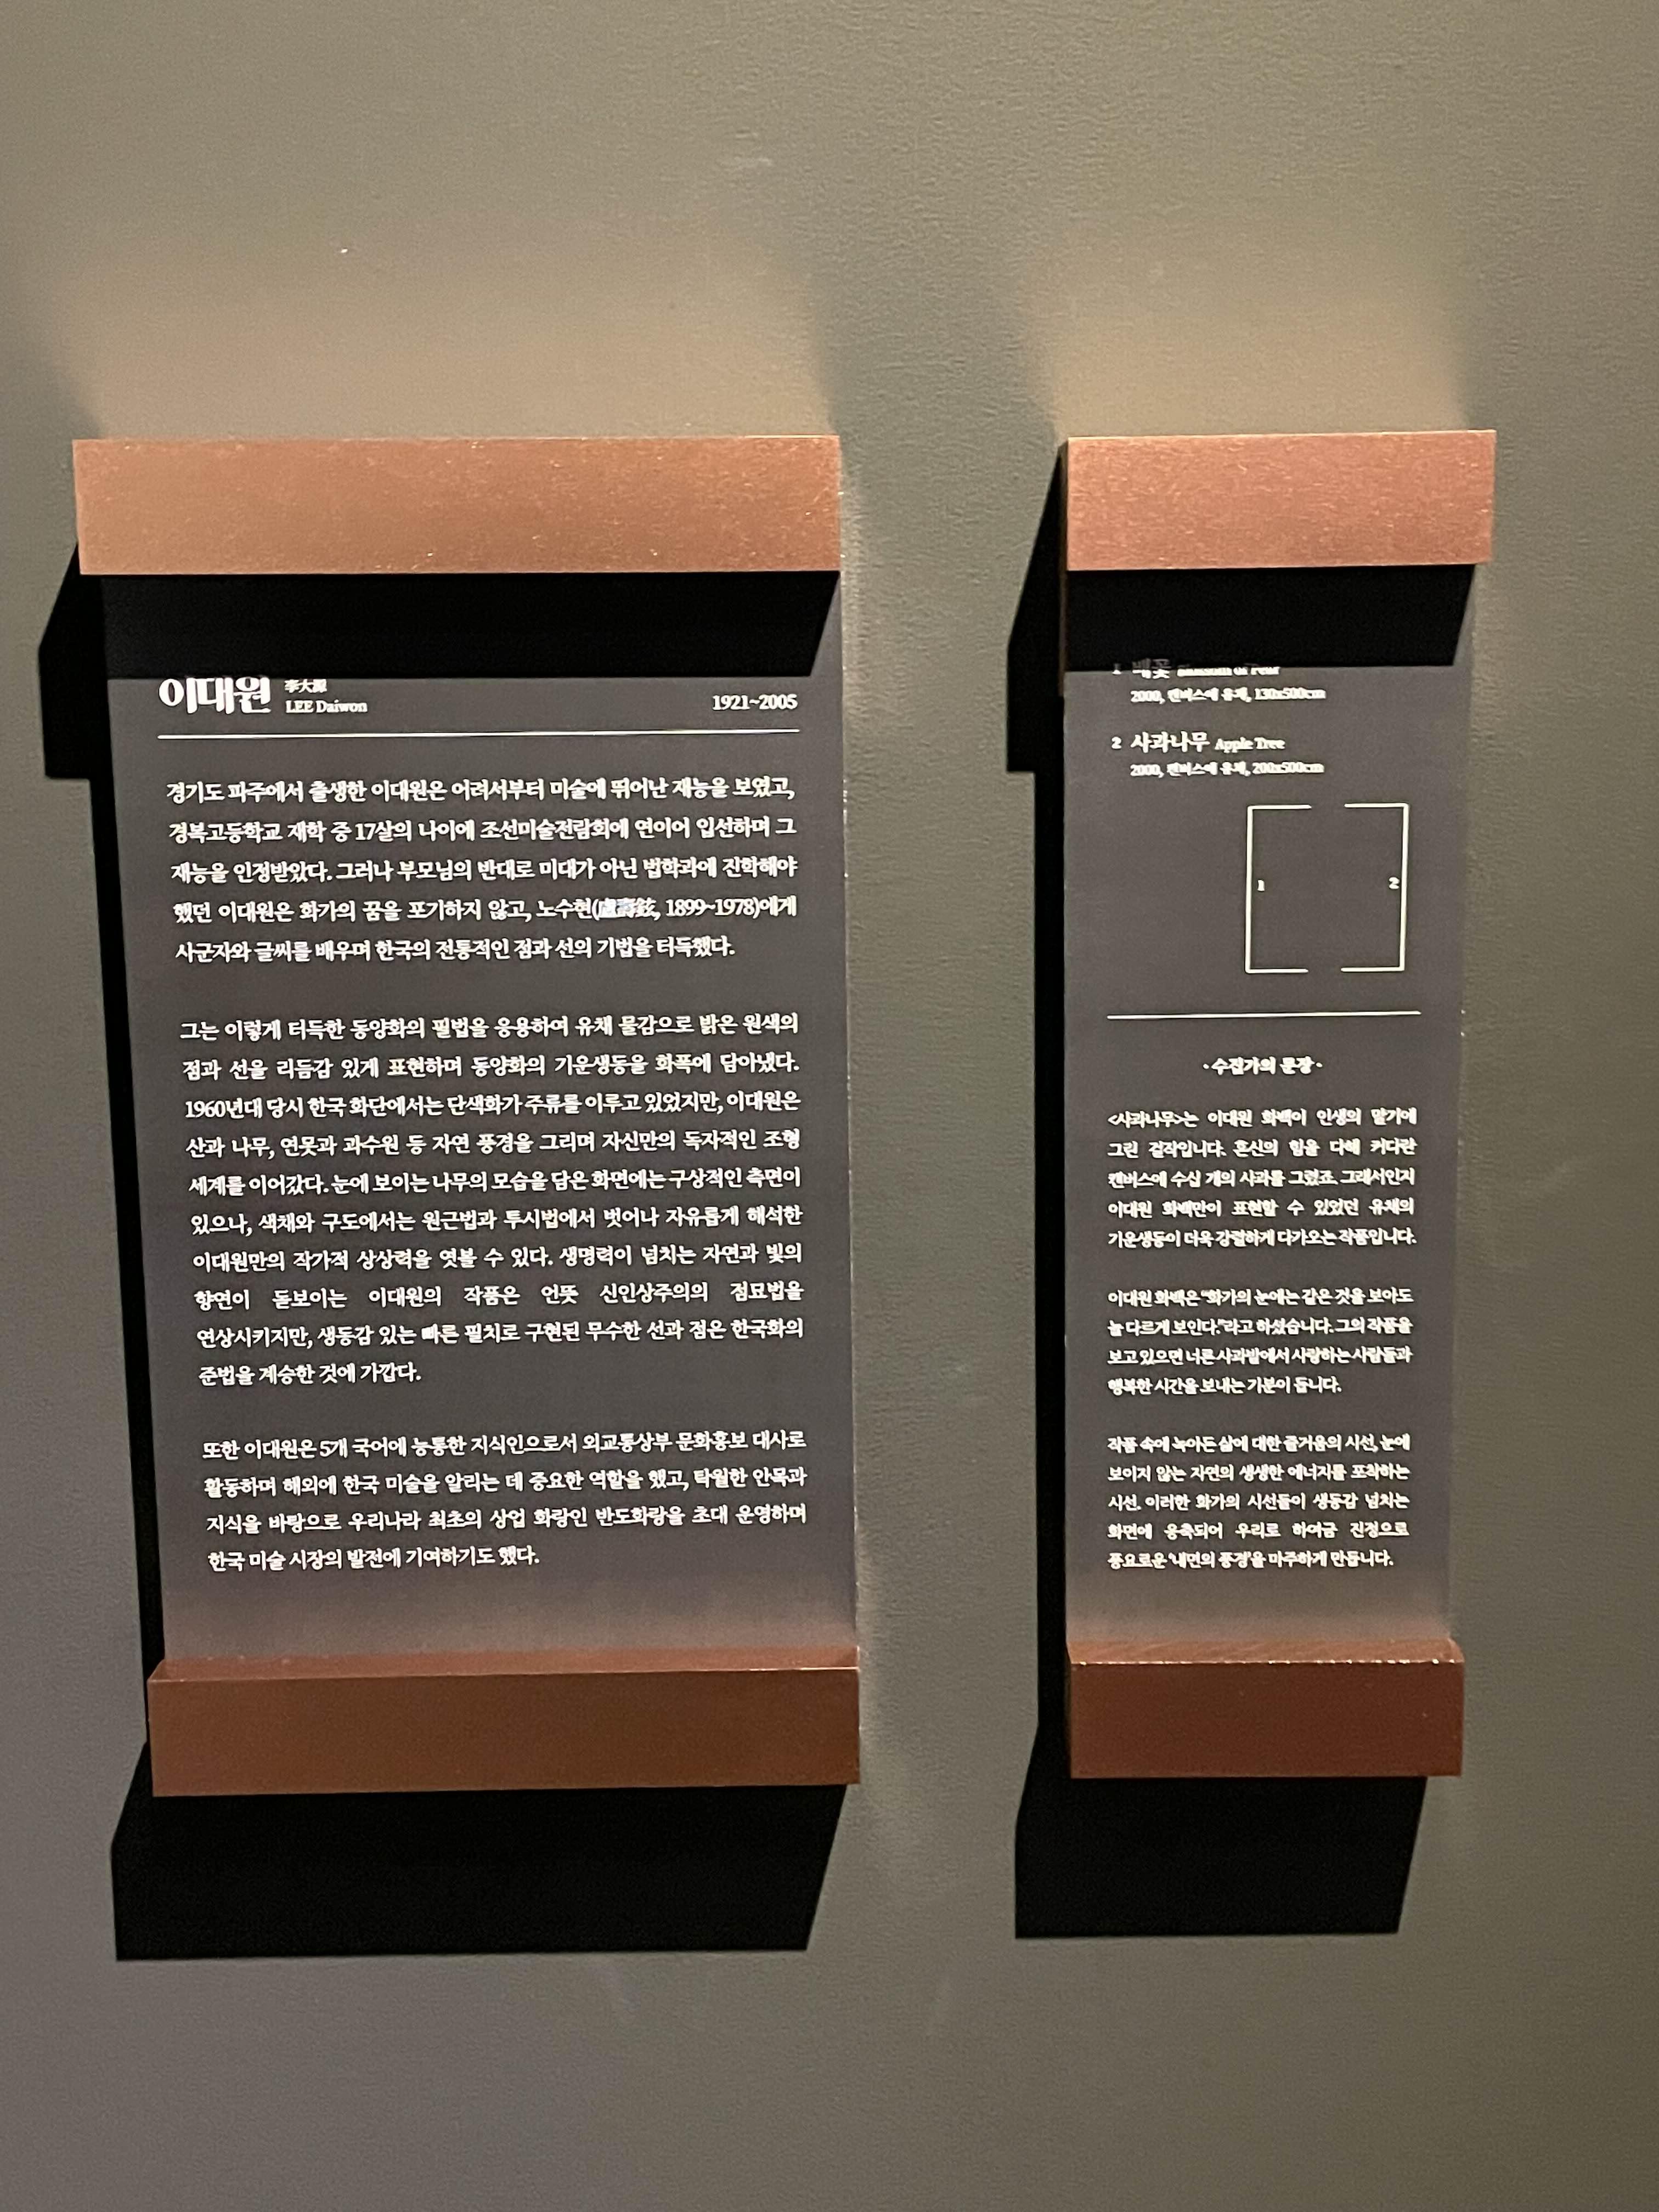 이대원 李大源
LEE Daiwon
1921~2005
경기도 파주에서 출생한 이대원은 어려서부터 미술에 뛰어난 재능을 보였고,
경복고등학교 재학 중 17살의 나이에 조선미술전람회에 연이어 입선하며 그
재능을 인정받았다. 그러나 부모님의 반대로 미대가 아닌 법학과에 진학해야
했던 이대원은 화가의 꿈을 포기하지 않고, 노수현(盧壽鉉, 1899~1978)에게
사군자와 글씨를 배우며 한국의 전통적인 점과 선의 기법을 터득했다.
그는 이렇게 터득한 동양화의 필법을 응용하여 유채 물감으로 밝은 원색의
점과 선을 리듬감 있게 표현하며 동양화의 기운생동을 화폭에 담아냈다.
1960년대 당시 한국 화단에서는 단색화가 주류를 이루고 있었지만, 이대원은
산과 나무, 연못과 과수원 등 자연 풍경을 그리며 자신만의 독자적인 조형
세계를 이어갔다. 눈에 보이는 나무의 모습을 담은 화면에는 구상적인 측면이
있으나, 색채와 구도에서는 원근법과 투시법에서 벗어나 자유롭게 해석한
이대원만의 작가적 상상력을 엿볼 수 있다. 생명력이 넘치는 자연과 빛의
향연이 돋보이는 이대원의 작품은 언뜻 신인상주의의 점묘법을
연상시키지만, 생동감 있는 빠른 필치로 구현된 무수한 선과 점은 한국화의
준법을 계승한 것에 가깝다.
또한 이대원은 5개 국어에 능통한 지식인으로서 외교통상부 문화홍보 대사로
활동하며 해외에 한국 미술을 알리는 데 중요한 역할을 했고, 탁월한 안목과
지식을 바탕으로 우리나라 최초의 상업 화랑인 반도화랑을 초대 운영하며
한국 미술 시장의 발전에 기여하기도 했다.
1 배꽃 Blossom of Pear
2000, 캔버스에 유채, 130x500cm
2 사과나무 Apple Tree
2000, 캔버스에 유채, 200x500cm
1 2
·수집가의 문장·
<사과나무>는 이대원 화백이 인생의 말기에
그린 걸작입니다. 혼신의 힘을 다해 커다란
캔버스에 수십 개의 사과를 그렸죠. 그래서인지
이대원 화백만이 표현할 수 있었던 유채의
기운생동이 더욱 강렬하게 다가오는 작품입니다.
이대원 화백은 “화가의 눈에는 같은 것을 보아도
늘 다르게 보인다.”라고 하셨습니다. 그의 작품을
보고 있으면 너른 사과밭에서 사랑하는 사람들과
행복한 시간을 보내는 기분이 듭니다.
작품 속에 녹아든 삶에 대한 즐거움의 시선, 눈에
보이지 않는 자연의 생생한 에너지를 포착하는
시선. 이러한 화가의 시선들이 생동감 넘치는
화면에 응축되어 우리로 하여금 진정으로
풍요로운 ‘내면의 풍경’을 마주하게 만듭니다.